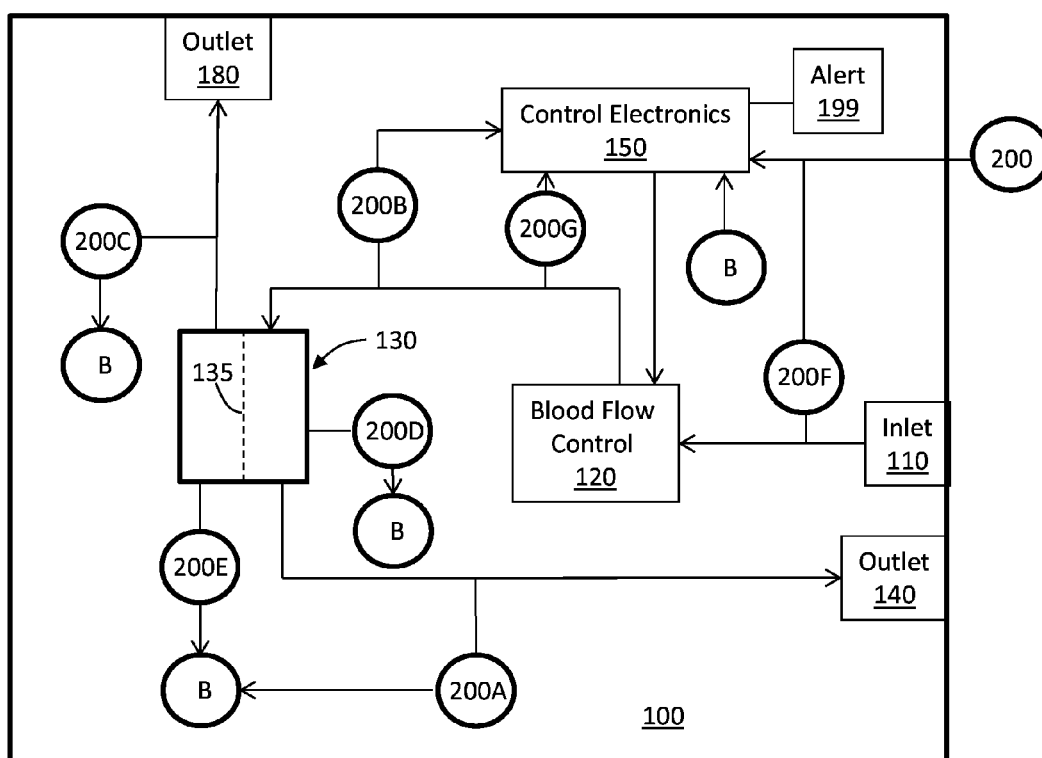 Outlet
180
Alert
199
Control Electronics
150
200
200B
200G
200C
B
B
130
135
200F
200D
Blood Flow
Control
120
Inlet
110
B
200E
Outlet
140
B
200A
100